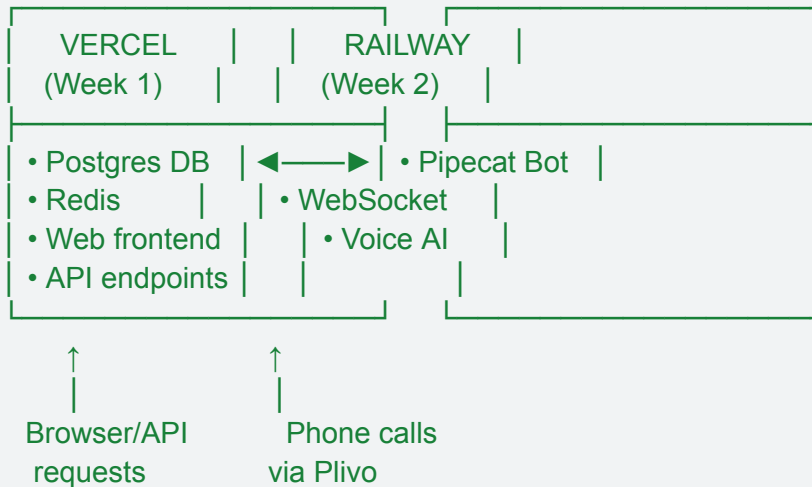 VERCEL RAILWAY
(Week 1) (Week 2)
• Postgres DB ◄───► • Pipecat Bot
• Redis • WebSocket
• Web frontend • Voice AI
• API endpoints
↑ ↑
Browser/API Phone calls
requests via Plivo